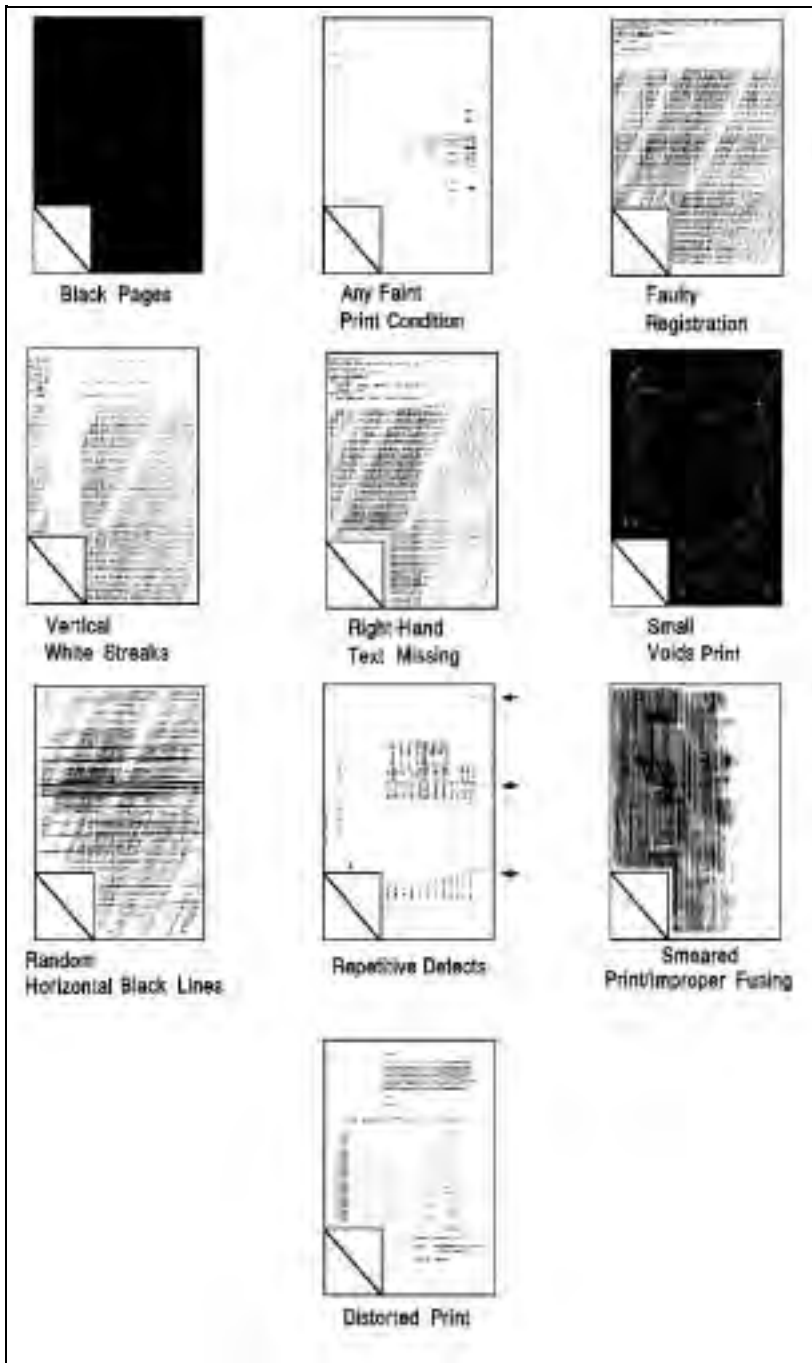 Black Pages
Any Faint
Print Condition
Faulty
Registration
Vertical
White Streaks
Right-Hand
Text Missing
Small
Voids Print
Random
Horizontal Black Lines
Repetitive Defects
Smeared
Print/Improper Fusing
Distorted Print